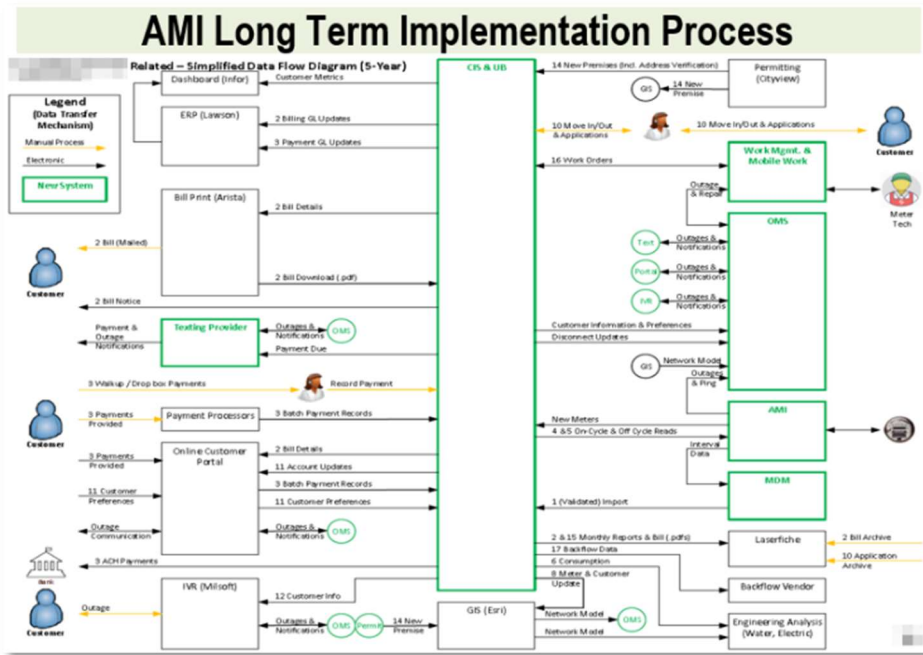 AMI Long Term Implementation Process
Related – Simplified Data Flow Diagram (5-Year)
Legend
(Data Transfer
Mechanism)
Manual Process
Electronic
New System
Dashboard (Infor)
Customer Metrics
ERP (Lawson)
2 Billing GL Updates
3 Payment GL Updates
Bill Print (Arista)
2 Bill Details
2 Bill (Mailed)
Customer
2 Bill Download (.pdf)
2 Bill Notice
Payment &
Outage
Notifications
Texting Provider
Outages &
Notifications
OMS
Payment Due
3 Walkup / Drop box Payments
Record Payment
3 Payments
Provided
Customer
Payment Processors
3 Batch Payment Records
Online Customer
Portal
3 Payments
Provided
11 Customer
Preferences
Outage
Communication
2 Bill Details
11 Account Updates
3 Batch Payment Records
11 Customer Preferences
Outages &
Notifications
OMS
Bank
3 ACH Payments
IVR (Milsoft)
Outage
Customer
12 Customer Info
Outages &
Notifications
OMS
Permit
14 New
Premise
CIS & UB
GIS (Esri)
14 New Premises (Incl. Address Verification)
Permitting
(Cityview)
GIS
14 New
Premise
10 Move In/Out
& Applications
10 Move In/Out & Applications
Customer
16 Work Orders
Work Mgmt. &
Mobile Work
Meter
Tech
Outage
& Repair
OMS
Text
Outages &
Notifications
Portal
Outages &
Notifications
IVR
Outages &
Notifications
Customer Information & Preferences
Disconnect Updates
GIS
Network Model
Outages
& Ping
AMI
New Meters
4 & 5 On-Cycle & Off Cycle Reads
Interval
Data
MDM
1 (Validated) Import
2 & 15 Monthly Reports & Bill (.pdfs)
Laserfiche
2 Bill Archive
10 Application
Archive
17 Backflow Data
6 Consumption
8 Meter & Customer
Update
Backflow Vendor
Network Model
OMS
Network Model
Engineering Analysis
(Water, Electric)